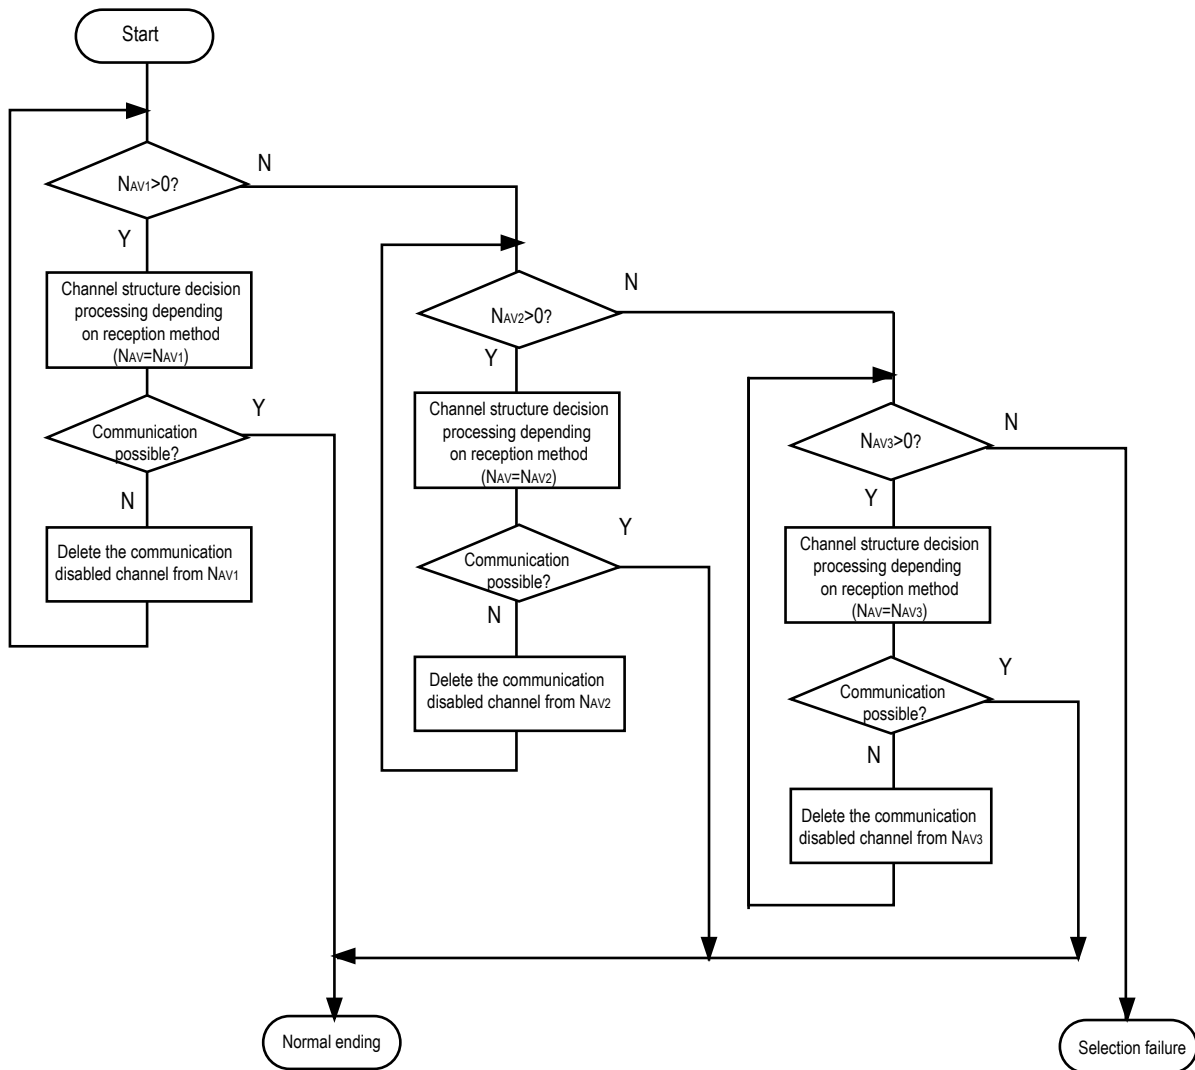 Start
N
NAV1>0?
Y
Channel structure decision
processing depending
on reception method
(NAV=NAV1)
Y
Communication
possible?
N
Delete the communication
disabled channel from NAV1
N
NAV2>0?
Y
Channel structure decision
processing depending
on reception method
(NAV=NAV2)
Y
Communication
possible?
N
Delete the communication
disabled channel from NAV2
N
NAV3>0?
Y
Channel structure decision
processing depending
on reception method
(NAV=NAV3)
Y
Communication
possible?
N
Delete the communication
disabled channel from NAV3
Normal ending
Selection failure